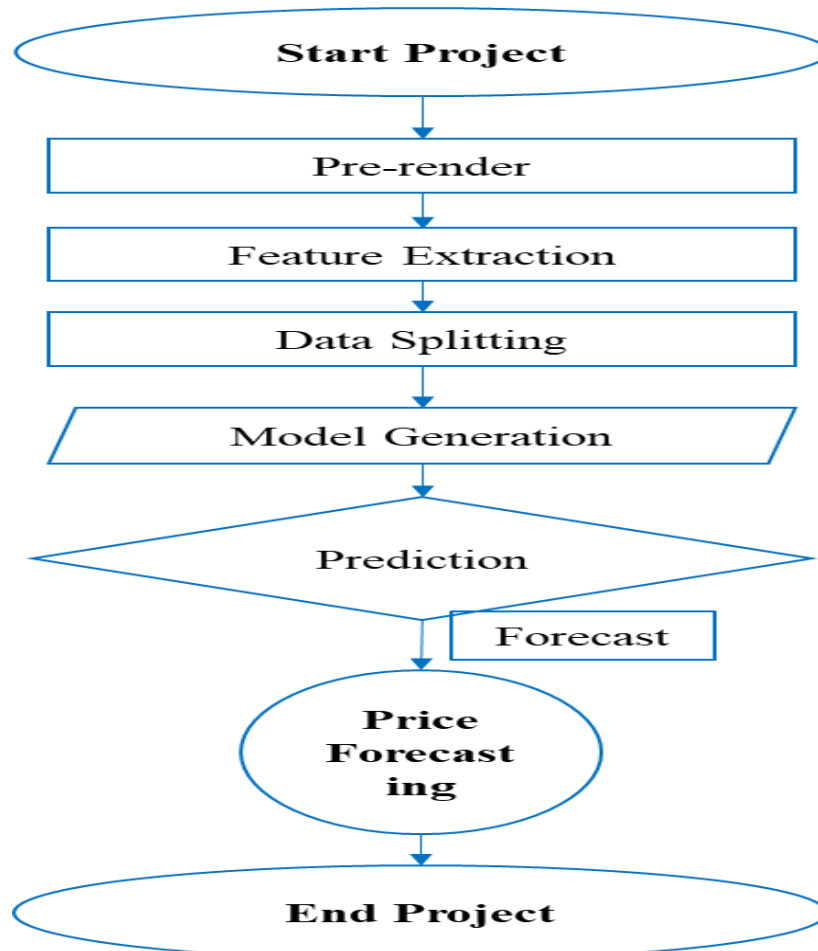 Start Project
Pre-render
Feature Extraction
Data Splitting
Model Generation
Prediction
Forecast
Price
Forecast
ing
End Project